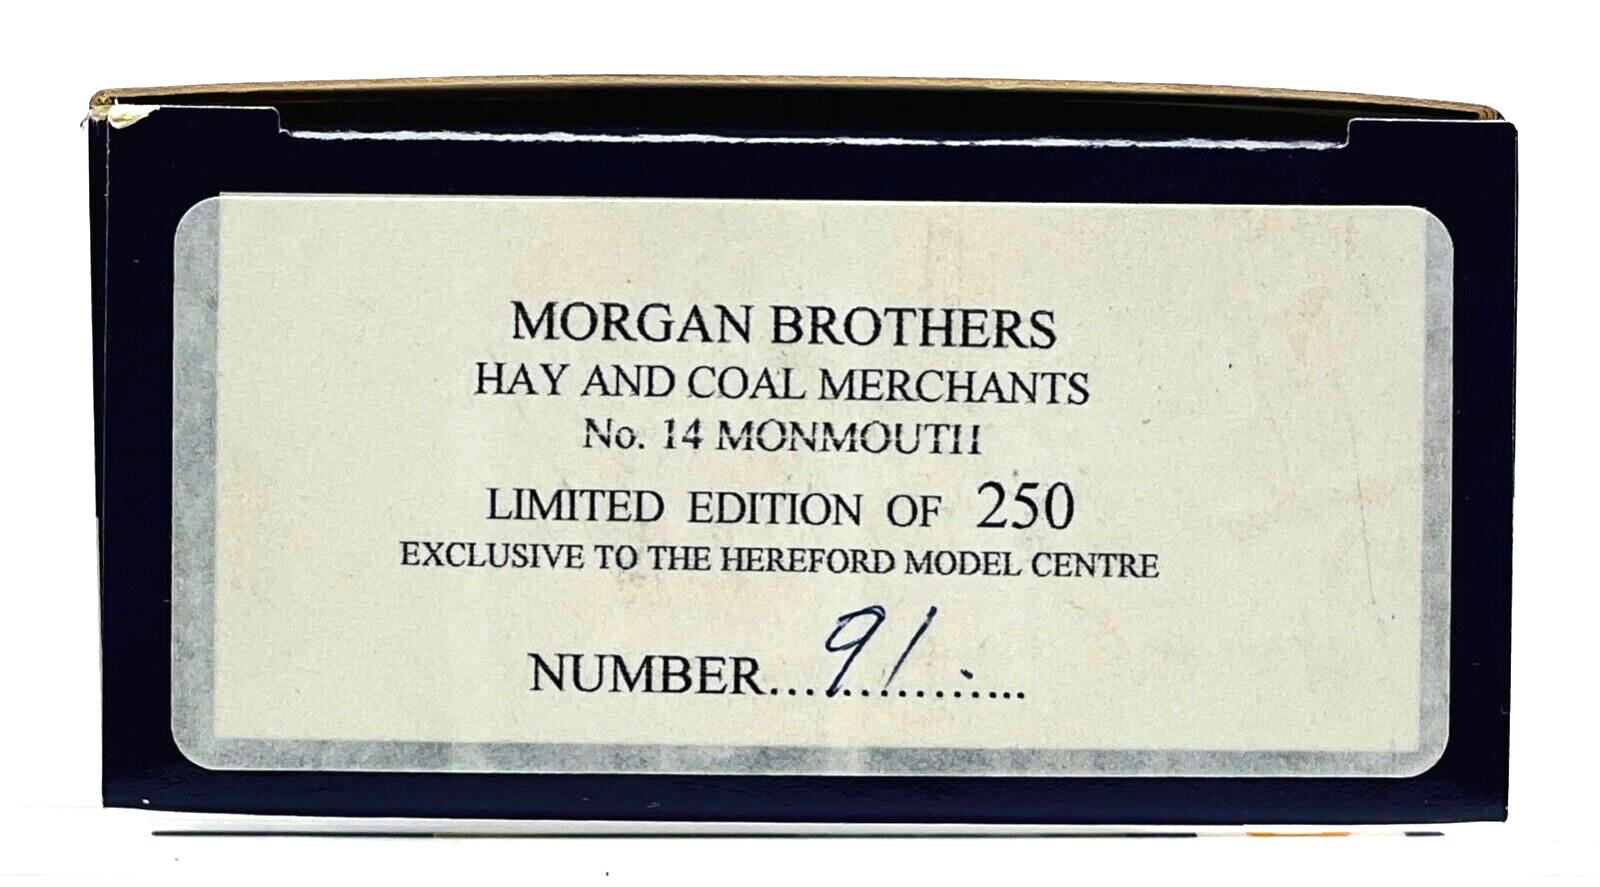 MORGAN BROTHERS
HAY AND COAL MERCHANTS
No. 14 MONMOUTH
LIMITED EDITION OF 250
EXCLUSIVE TO THE HEREFORD MODEL CENTRE
NUMBER...91...